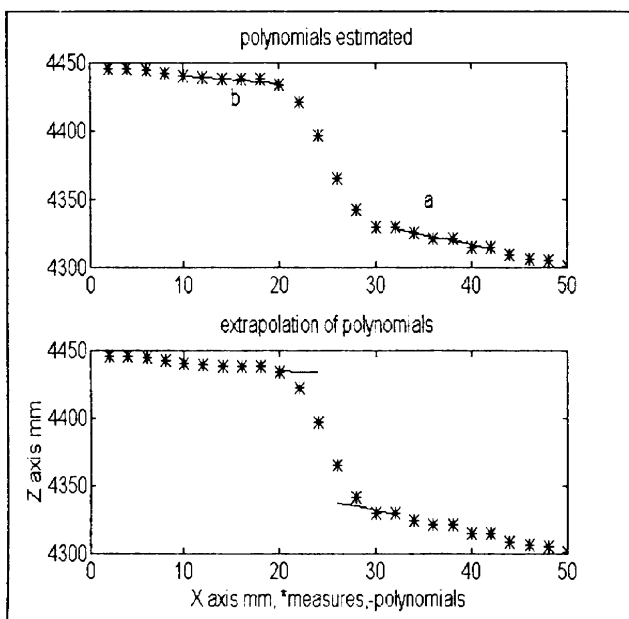 polynomials estimated
4450
4400
4350
4300
b
a
0 10 20 30 40 50
extrapolation of polynomials
4450
4400
4350
4300
Z axis mm
0 10 20 30 40 50
X axis mm, *measures,-polynomials